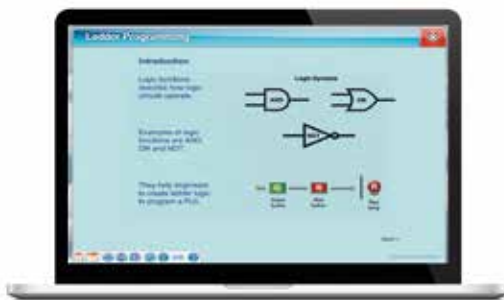 Ladder Programming
Introduction
Logic functions
describe how logic
circuits operate.
Logic Symbols
AND
OR
NOT
Examples of logic
functions are AND,
OR and NOT.
They help engineers
to create ladder logic
to program a PLC.